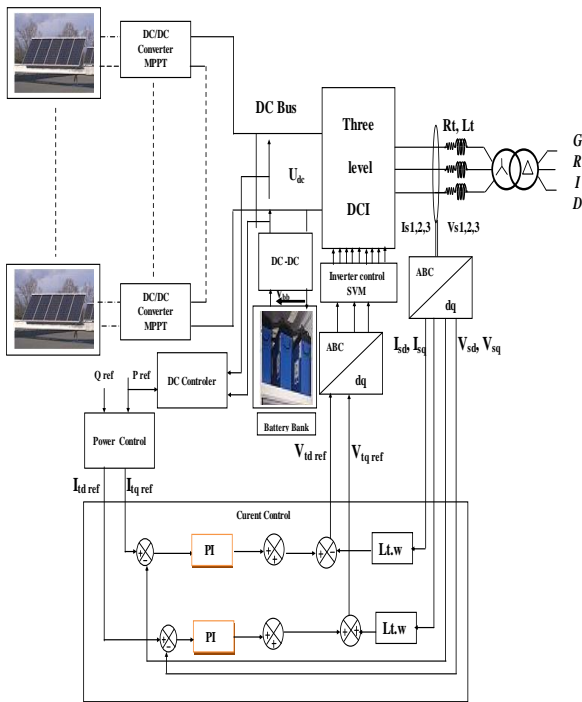 DC/DC
Converter
MPPT
DC Bus
Three
level
DCI
Rt, Lt
G
R
I
D
Udc
Is1,2,3
Vs1,2,3
DC -DC
Vbb
Inverter control
SVM
ABC
dq
DC/DC
Converter
MPPT
ABC
dq
Isd, Isq
Vsd, Vsq
Q ref
P ref
DC Controler
Battery Bank
Power Control
Vtd ref
Vtq ref
Itd ref
Itq ref
Curent Control
PI
Lt.w
PI
Lt.w